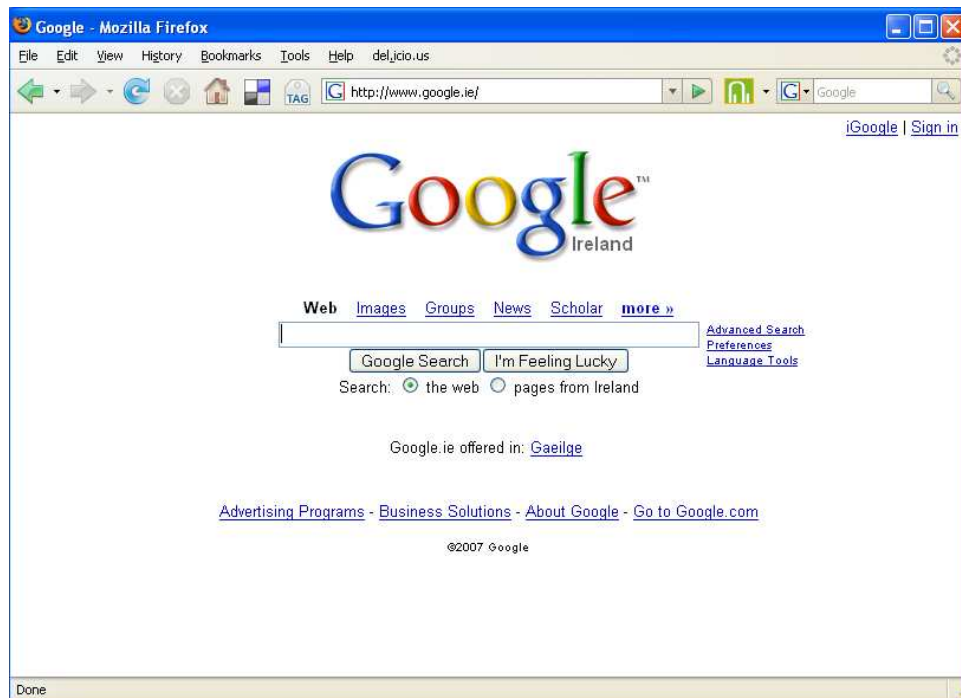 Google - Mozilla Firefox
File Edit View History Bookmarks Tools Help del.icio.us
TAG G http://www.google.ie/ G Google
iGoogle | Sign in
Google™
Ireland
Web Images Groups News Scholar more »
Advanced Search
Preferences
Language Tools
Google Search I'm Feeling Lucky
Search: the web pages from Ireland
Google.ie offered in: Gaeilge
Advertising Programs - Business Solutions - About Google - Go to Google.com
©2007 Google
Done